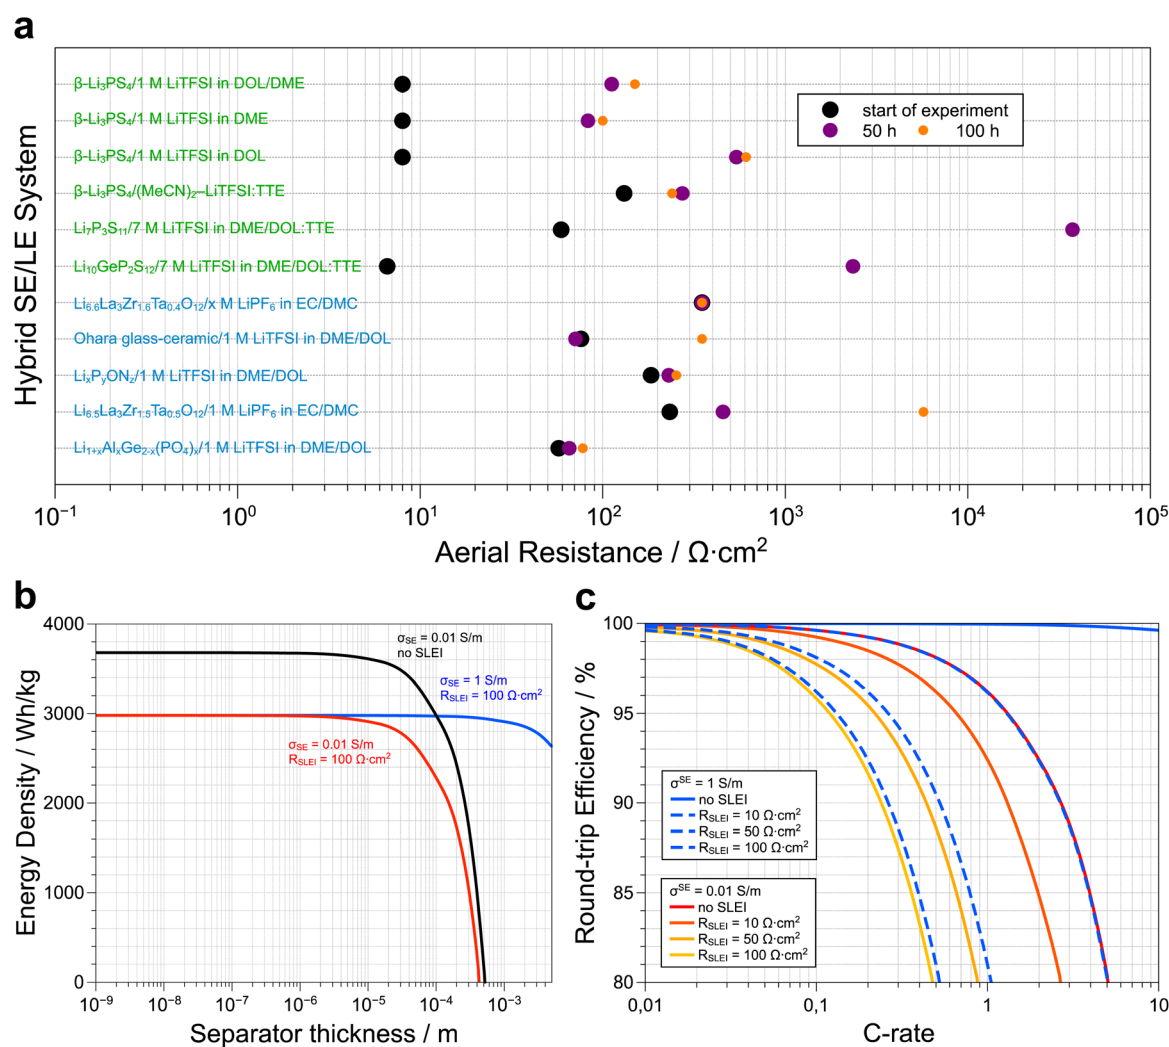 a
Hybrid SE/LE System
β-Li₃PS₄/1 M LiTFSI in DOL/DME
β-Li₃PS₄/1 M LiTFSI in DME
β-Li₃PS₄/1 M LiTFSI in DOL
β-Li₃PS₄/(MeCN)₂–LiTFSI:TTE
Li₇P₃S₁₁/7 M LiTFSI in DME/DOL:TTE
Li₁₀GeP₂S₁₂/7 M LiTFSI in DME/DOL:TTE
Li₆.₆La₃Zr₁.₆Ta₀.₄O₁₂/x M LiPF₆ in EC/DMC
Ohara glass-ceramic/1 M LiTFSI in DME/DOL
LiₓPᵧONz/1 M LiTFSI in DME/DOL
Li₆.₅La₃Zr₁.₅Ta₀.₅O₁₂/1 M LiPF₆ in EC/DMC
Li₁₊ₓAlₓGe₂₋ₓ(PO₄)ₓ/1 M LiTFSI in DME/DOL
start of experiment
50 h 100 h
10⁻¹ 10⁰ 10¹ 10² 10³ 10⁴ 10⁵
Aerial Resistance / Ω·cm²
b
Energy Density / Wh/kg
4000
3000
2000
1000
0
σSE = 0.01 S/m
no SLEI
σSE = 1 S/m
RSLEI = 100 Ω·cm²
σSE = 0.01 S/m
RSLEI = 100 Ω·cm²
10⁻⁹ 10⁻⁸ 10⁻⁷ 10⁻⁶ 10⁻⁵ 10⁻⁴ 10⁻³
Separator thickness / m
c
Round-trip Efficiency / %
100
95
90
85
80
σSE = 1 S/m
no SLEI
RSLEI = 10 Ω·cm²
RSLEI = 50 Ω·cm²
RSLEI = 100 Ω·cm²
σSE = 0.01 S/m
no SLEI
RSLEI = 10 Ω·cm²
RSLEI = 50 Ω·cm²
RSLEI = 100 Ω·cm²
0,01 0,1 1 10
C-rate